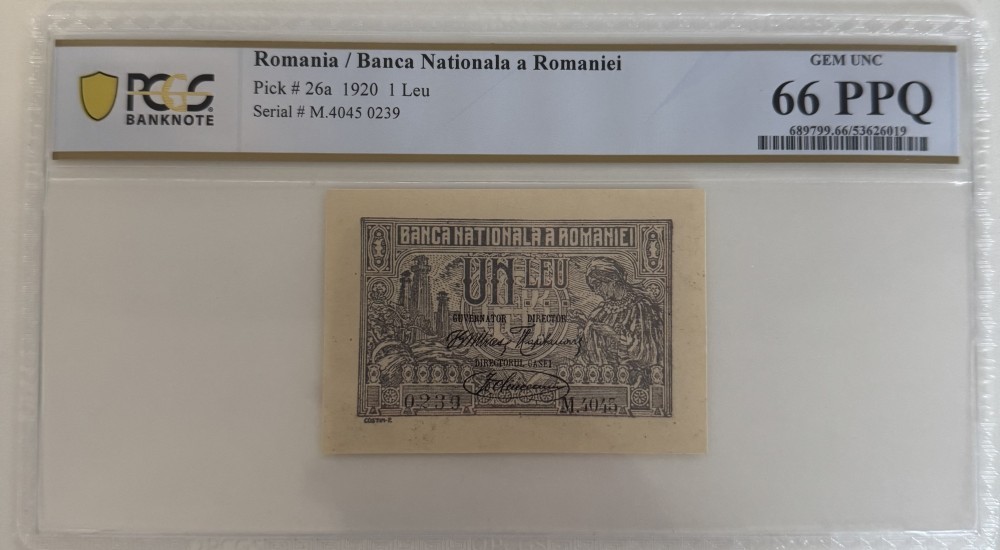 Romania / Banca Nationala a Romaniei
Pick # 26a 1920 1 Leu
Serial # M.4045 0239
PCGS
BANKNOTE
GEM UNC
66 PPQ
689799.66/53626019
BANCA NATIONALA A ROMANIEI
UN LEU
GUVERNATOR DIRECTOR
DIRECTORUL CASEI
0239 M.4045